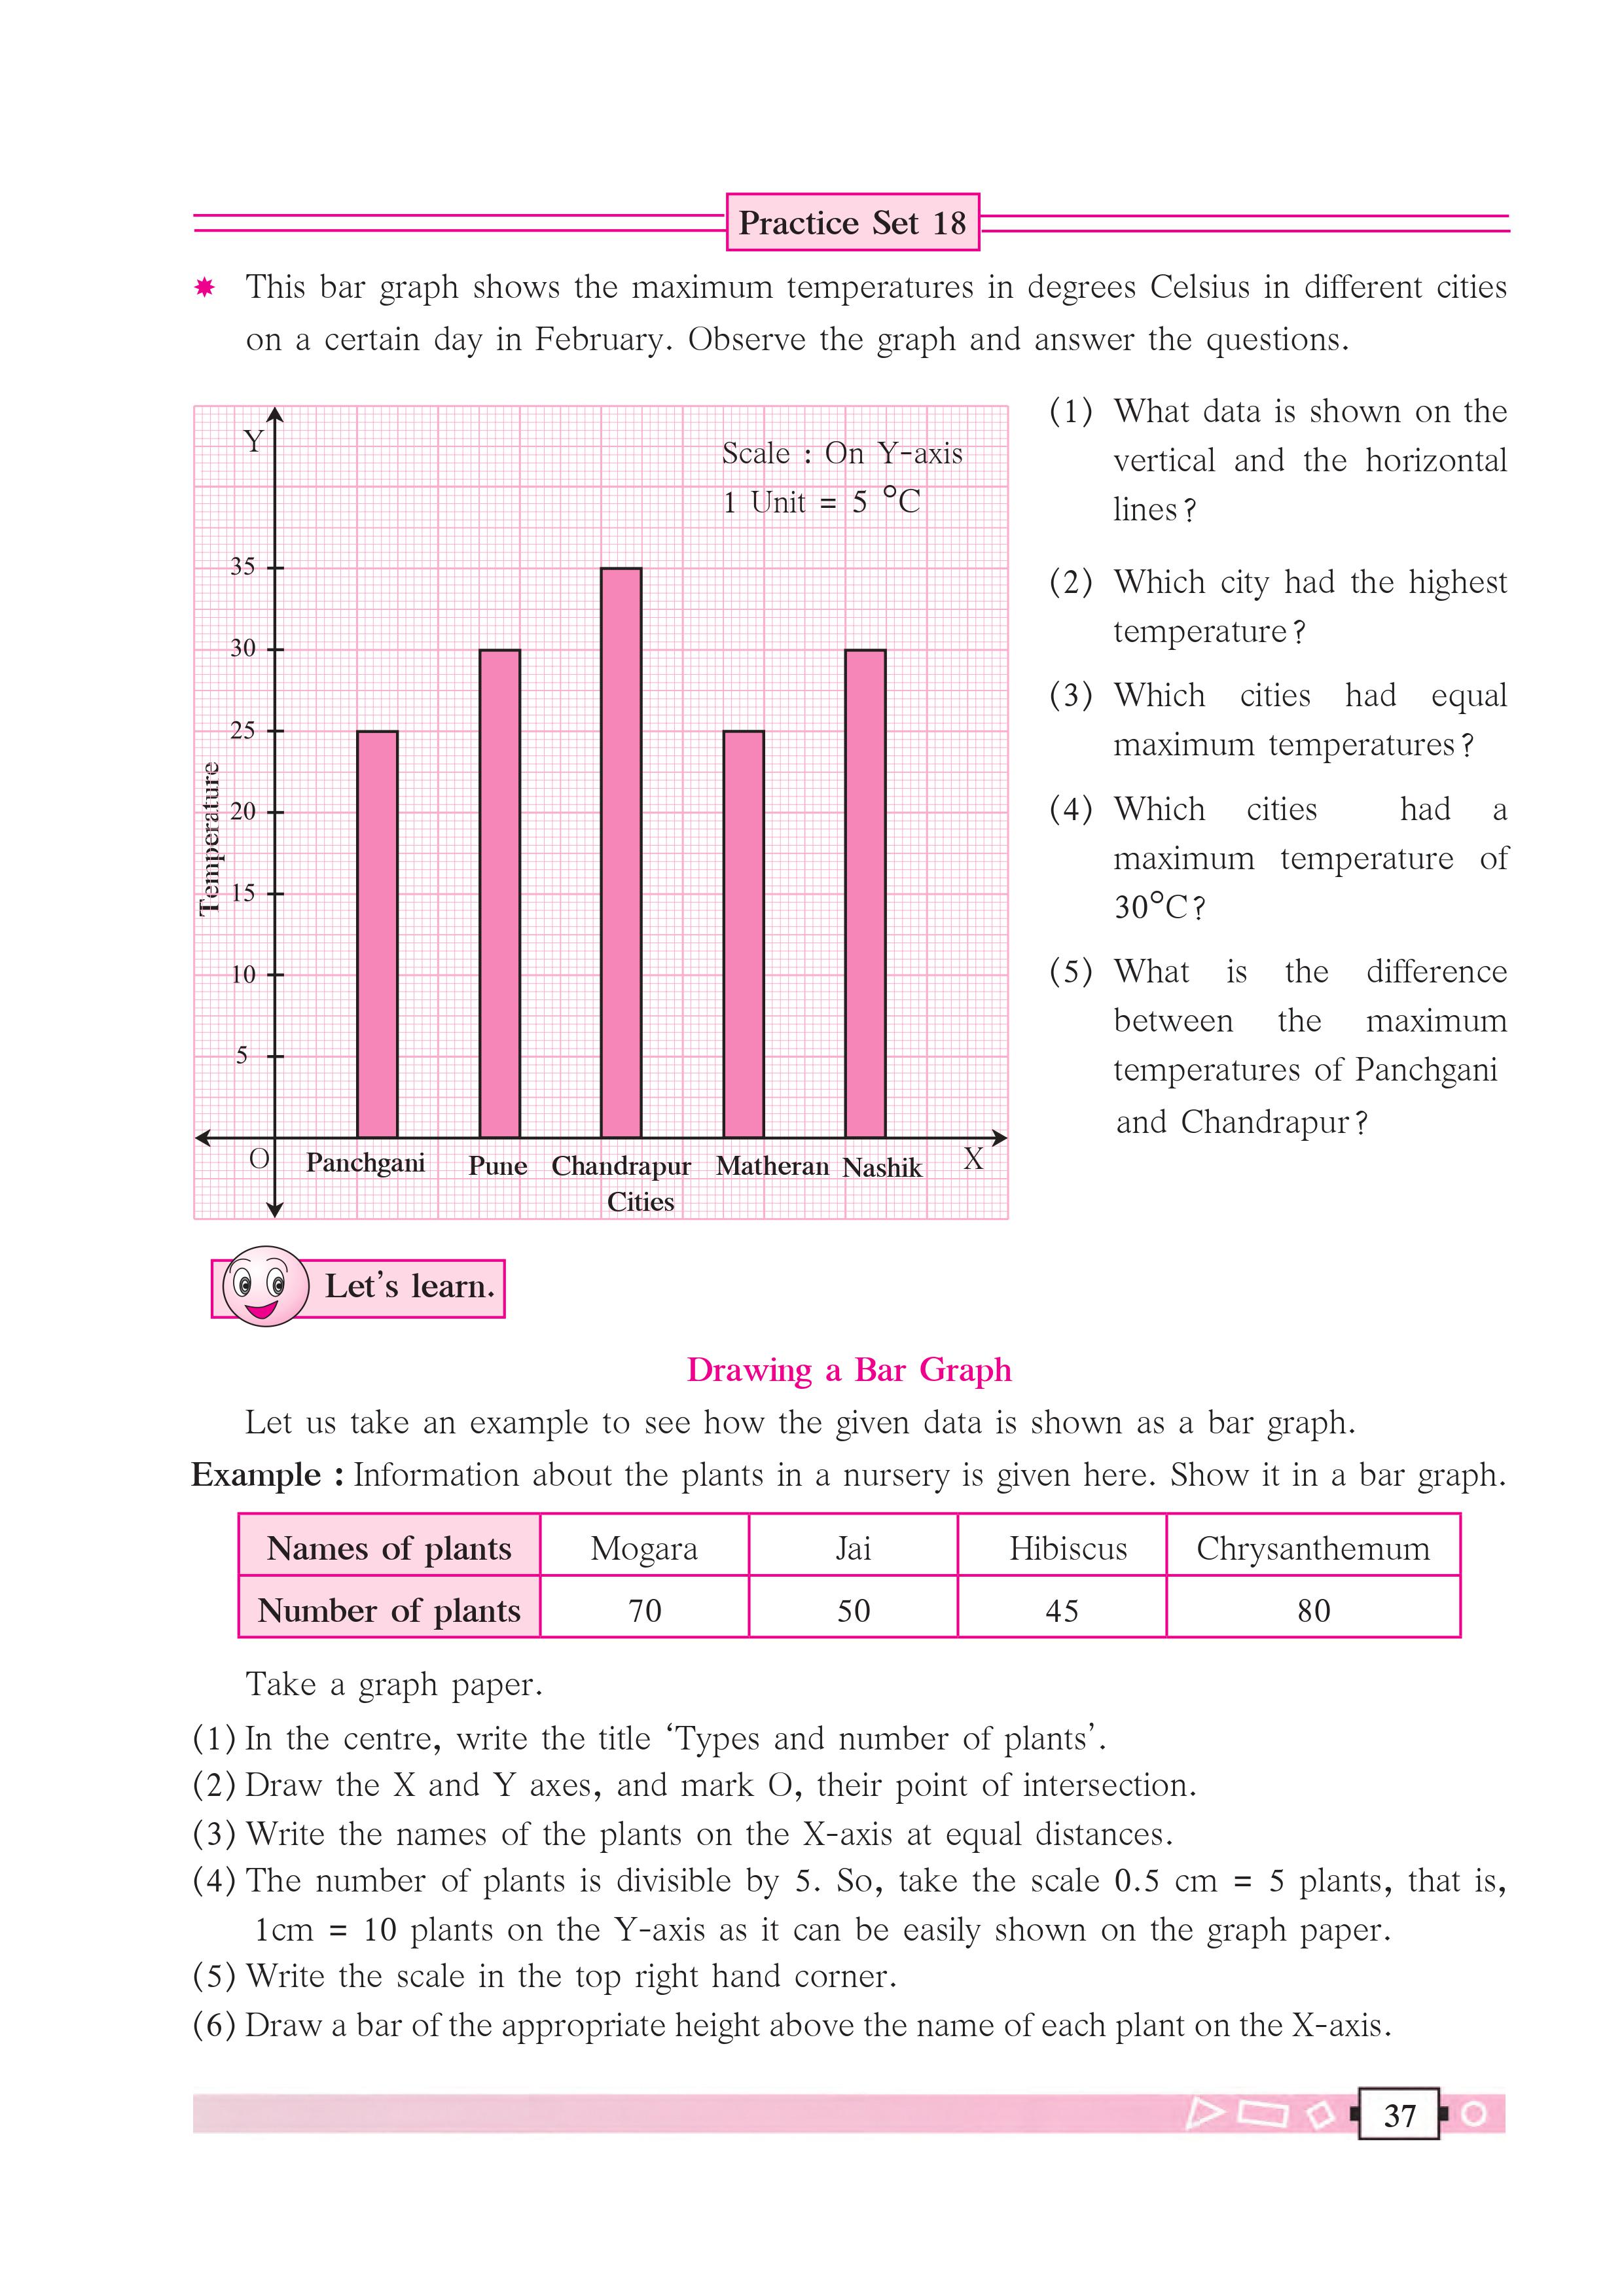 Practice Set 18
This bar graph shows the maximum temperatures in degrees Celsius in different cities
on a certain day in February. Observe the graph and answer the questions.
Y
Scale : On Y-axis
1 Unit = 5 °C
35
30
25
20
15
10
5
Temperature
O
Panchgani
Pune
Chandrapur
Matheran
Nashik
X
Cities
(1) What data is shown on the
vertical and the horizontal
lines?
(2) Which city had the highest
temperature?
(3) Which cities had equal
maximum temperatures?
(4) Which cities had a
maximum temperature of
30°C?
(5) What is the difference
between the maximum
temperatures of Panchgani
and Chandrapur?
Let's learn.
Drawing a Bar Graph
Let us take an example to see how the given data is shown as a bar graph.
Example : Information about the plants in a nursery is given here. Show it in a bar graph.
Names of plants Mogara Jai Hibiscus Chrysanthemum
Number of plants 70 50 45 80
Take a graph paper.
(1) In the centre, write the title ‘Types and number of plants’.
(2) Draw the X and Y axes, and mark O, their point of intersection.
(3) Write the names of the plants on the X-axis at equal distances.
(4) The number of plants is divisible by 5. So, take the scale 0.5 cm = 5 plants, that is,
1cm = 10 plants on the Y-axis as it can be easily shown on the graph paper.
(5) Write the scale in the top right hand corner.
(6) Draw a bar of the appropriate height above the name of each plant on the X-axis.
37